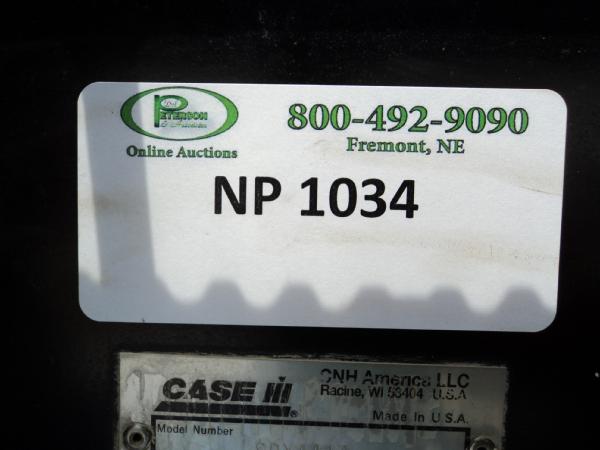 PETERSON
800-492-9090
Online Auctions
Fremont, NE
NP 1034
CASE IH
CNH America LLC
Racine, WI 53404 U.S.A
Made in U.S.A.
Model Number